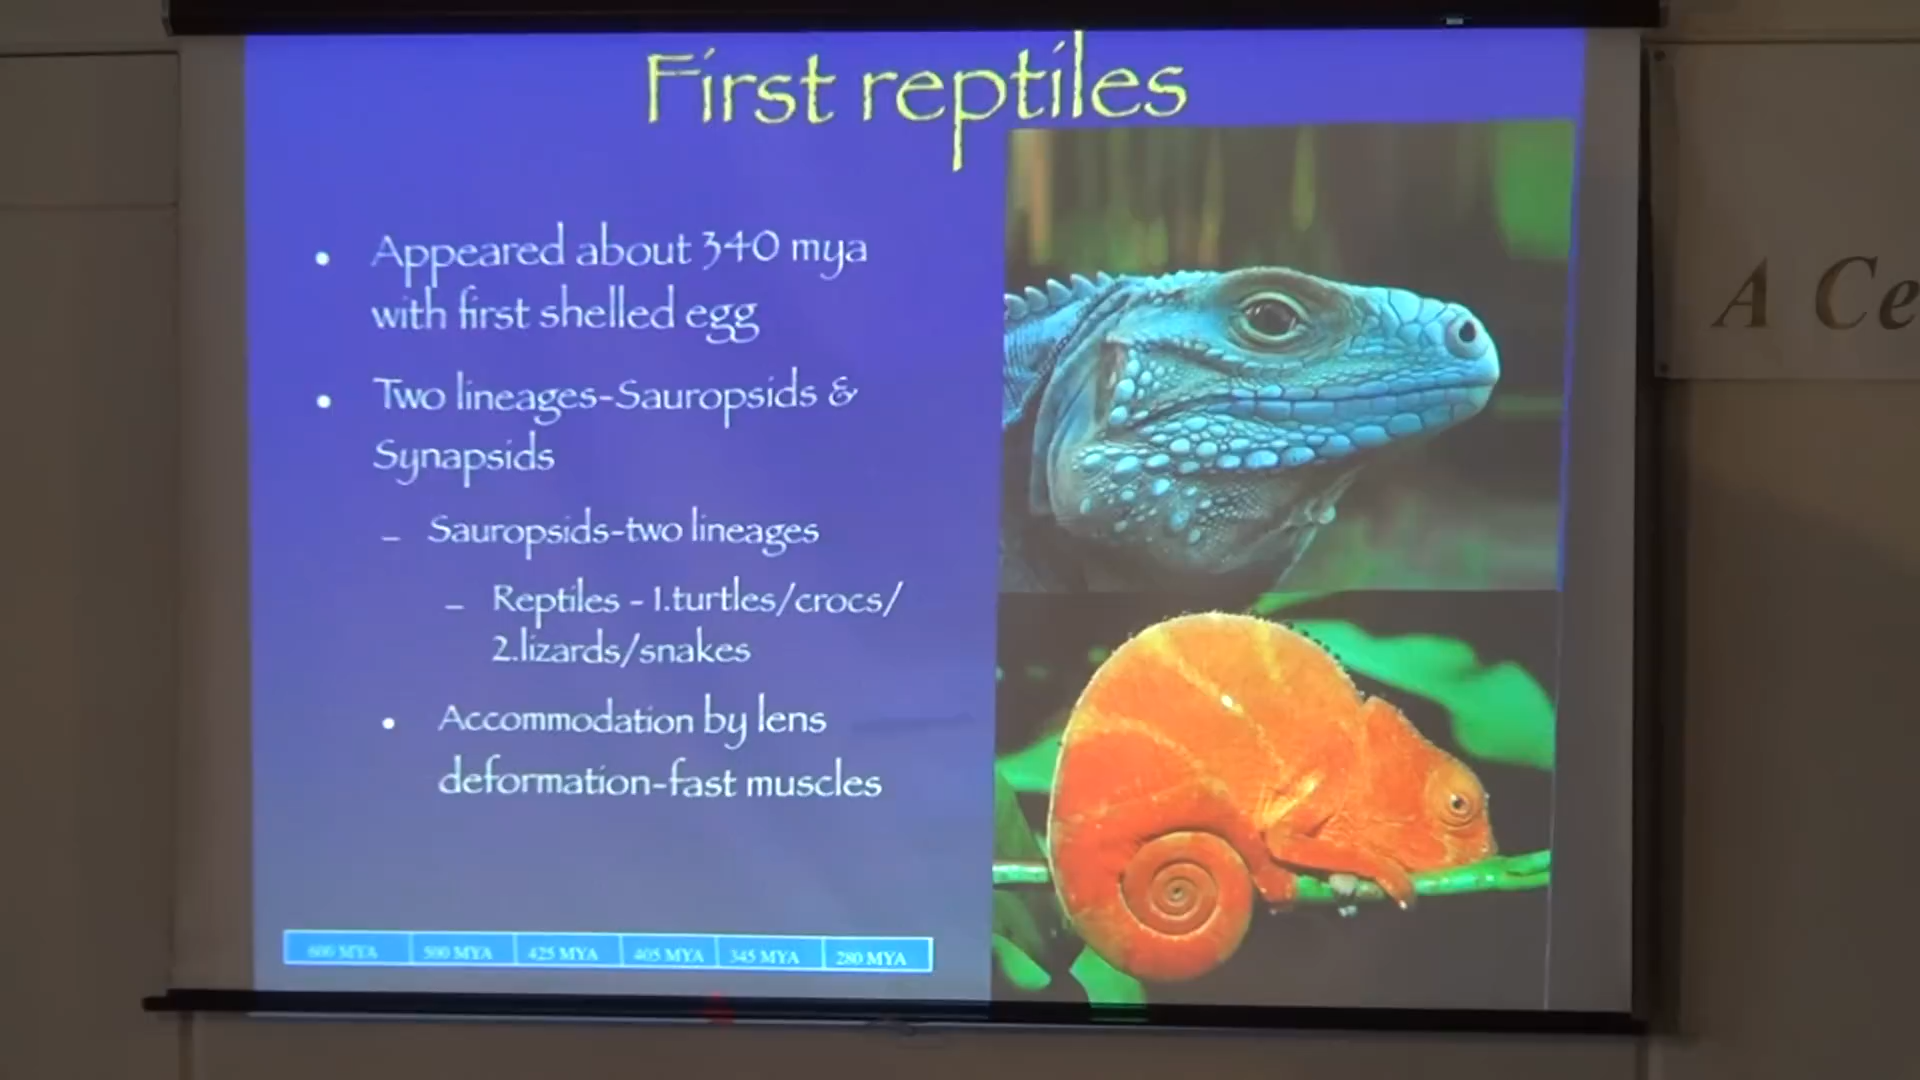 First reptiles
• Appeared about 340 mya
with first shelled egg
• Two lineages-Sauropsids &
Synapsids
– Sauropsids-two lineages
– Reptiles - 1.turtles/crocs/
2.lizards/snakes
• Accommodation by lens
deformation-fast muscles
600 MYA 500 MYA 425 MYA 405 MYA 345 MYA 280 MYA
A Ce